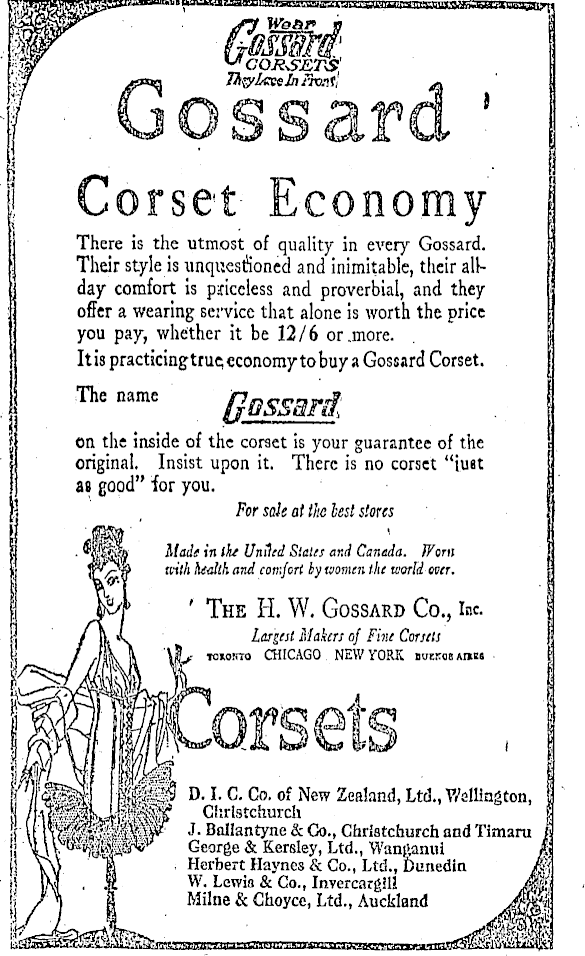 Wear
Gossard
CORSETS
They Lace In Front
Gossard
Corset Economy
There is the utmost of quality in every Gossard.
Their style is unquestioned and inimitable, their all-
day comfort is priceless and proverbial, and they
offer a wearing service that alone is worth the price
you pay, whether it be 12/6 or more.
It is practicing true economy to buy a Gossard Corset.
The name Gossard
on the inside of the corset is your guarantee of the
original. Insist upon it. There is no corset "just
as good" for you.
For sale at the best stores
Made in the United States and Canada. Worn
with health and comfort by women the world over.
THE H. W. GOSSARD CO., Inc.
Largest Makers of Fine Corsets
TORONTO CHICAGO NEW YORK BUENOS AIRES
Corsets
D. I. C. Co. of New Zealand, Ltd., Wellington,
Christchurch
J. Ballantyne & Co., Christchurch and Timaru
George & Kersley, Ltd., Wanganui
Herbert Haynes & Co., Ltd., Dunedin
W. Lewis & Co., Invercargill
Milne & Choyce, Ltd., Auckland